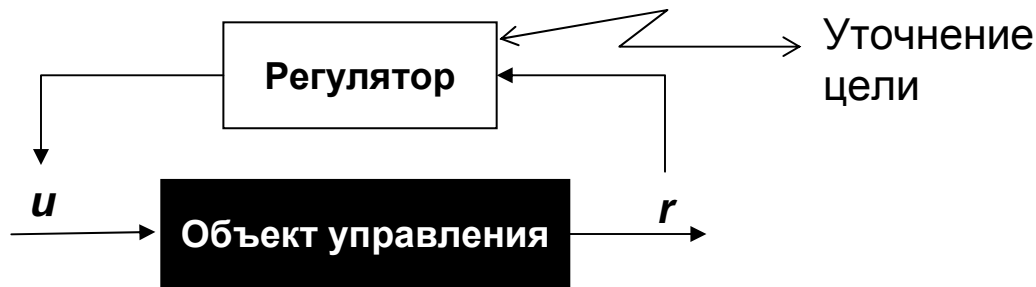 Уточнение
цели
Регулятор
u
Объект управления
r